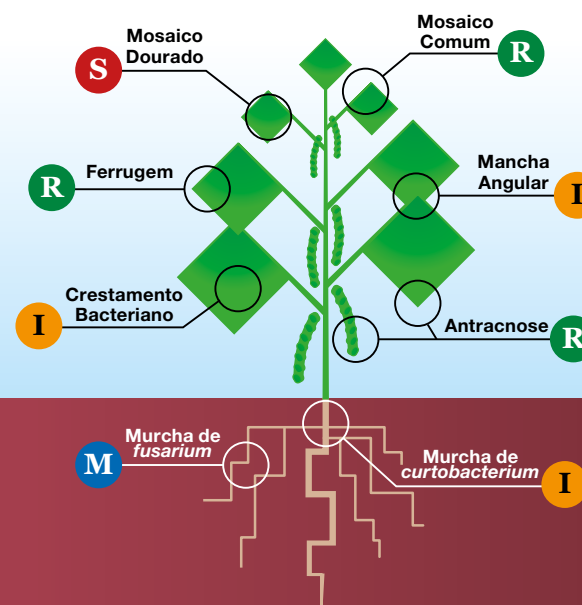 Mosaico
Dourado
S
Mosaico
Comum
R
R
Ferrugem
Mancha
Angular
I
Crestamento
Bacteriano
I
Antracnose
R
Murcha de
fusarium
M
Murcha de
curtobacterium
I